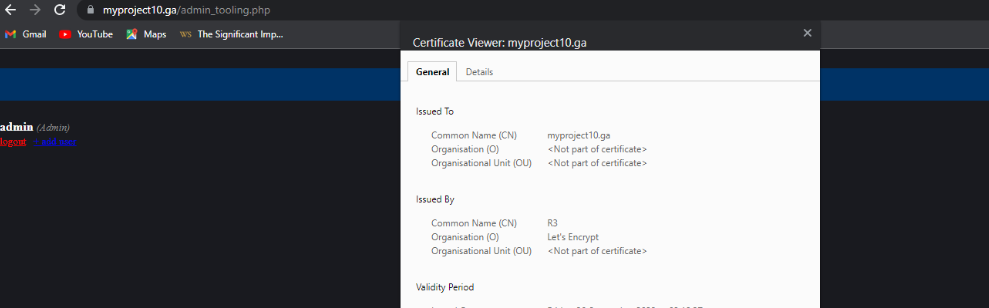 myproject10.ga/admin_tooling.php
Gmail YouTube Maps WS The Significant Imp...
Certificate Viewer: myproject10.ga
General Details
admin (Admin)
logout
Issued To
Common Name (CN) myproject10.ga
Organisation (O) <Not part of certificate>
Organisational Unit (OU) <Not part of certificate>
Issued By
Common Name (CN) R3
Organisation (O) Let's Encrypt
Organisational Unit (OU) <Not part of certificate>
Validity Period